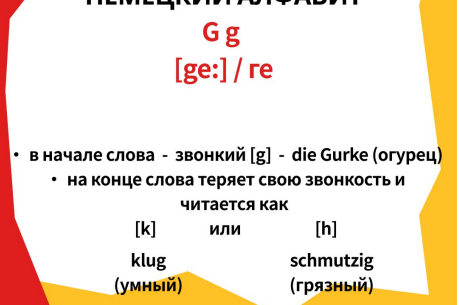 НЕМЕЦКИЙ АЛФАВИТ
G g
[ge:] / ге
• в начале слова - звонкий [g] - die Gurke (огурец)
• на конце слова теряет свою звонкость и
читается как
[k] или [h]
klug schmutzig
(умный) (грязный)